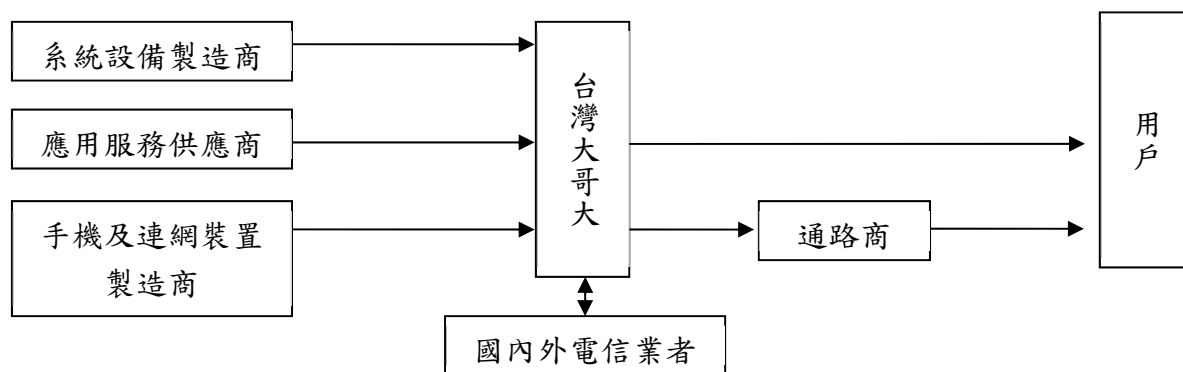 系統設備製造商
應用服務供應商
手機及連網裝置
製造商
台灣大哥大
通路商
用戶
國內外電信業者